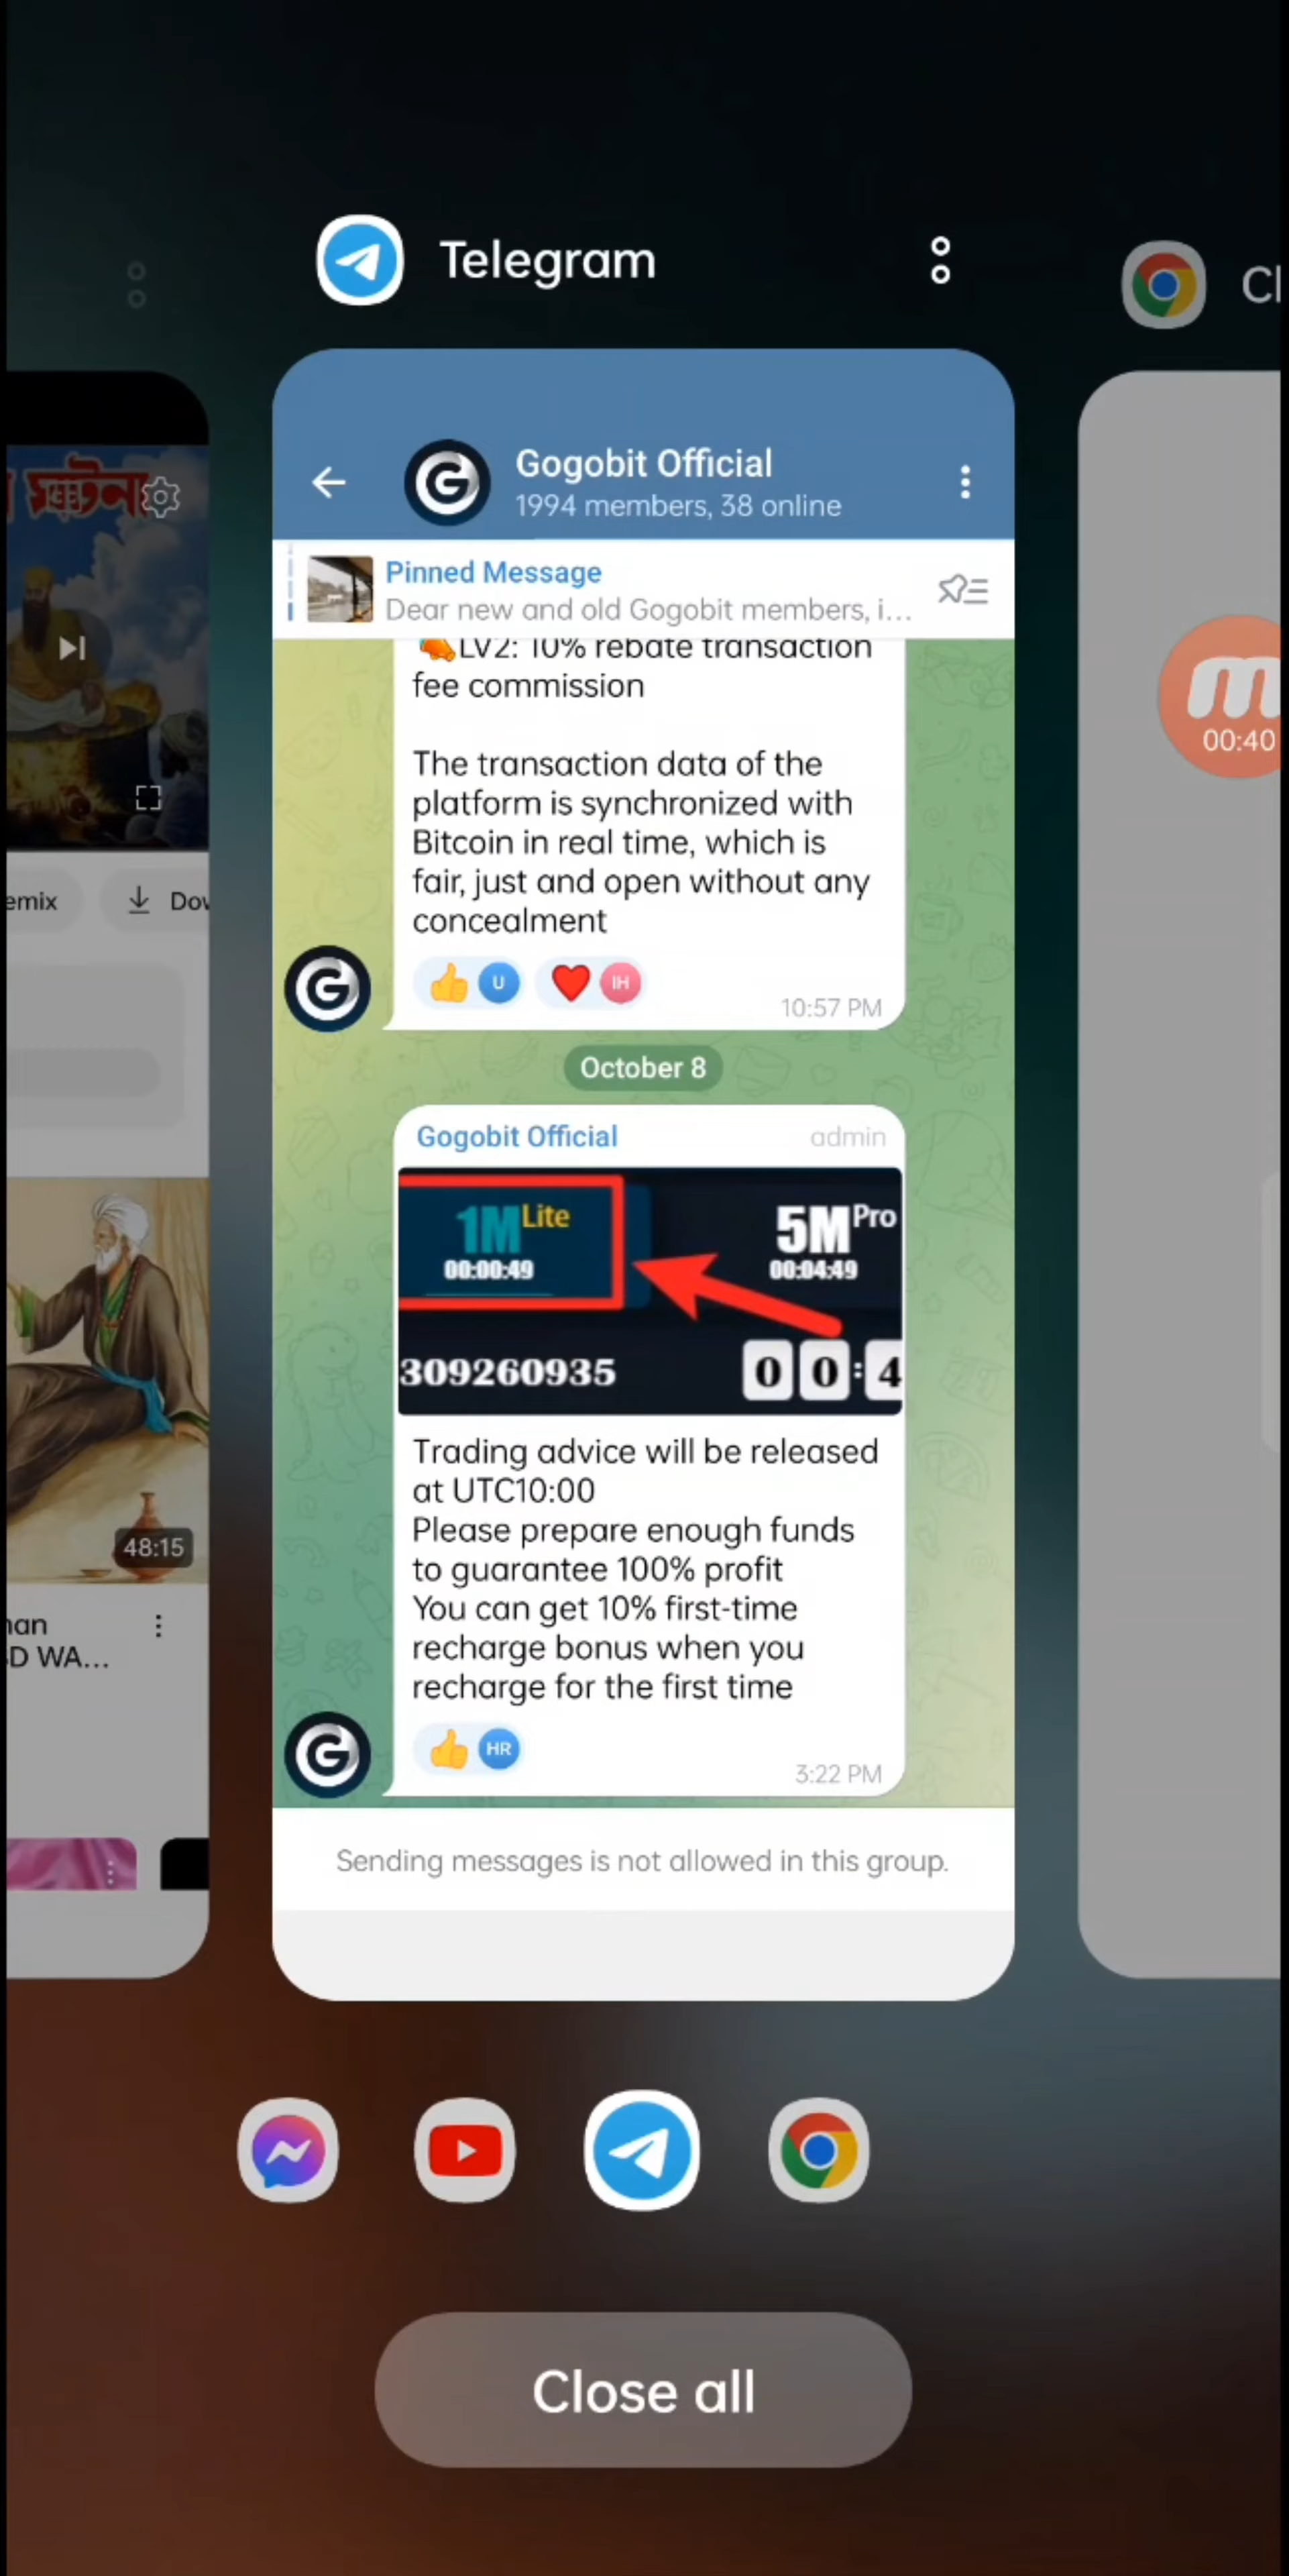 Telegram
Gogobit Official
1994 members, 38 online
Pinned Message
Dear new and old Gogobit members, i...
LV2: 10% rebate transaction
fee commission
The transaction data of the
platform is synchronized with
Bitcoin in real time, which is
fair, just and open without any
concealment
U
IH
10:57 PM
October 8
Gogobit Official
admin
1M Lite
00:00:49
5M Pro
00:04:49
309260935
00:4
Trading advice will be released
at UTC10:00
Please prepare enough funds
to guarantee 100% profit
You can get 10% first-time
recharge bonus when you
recharge for the first time
HR
3:22 PM
Sending messages is not allowed in this group.
00:40
48:15
D WA...
Close all